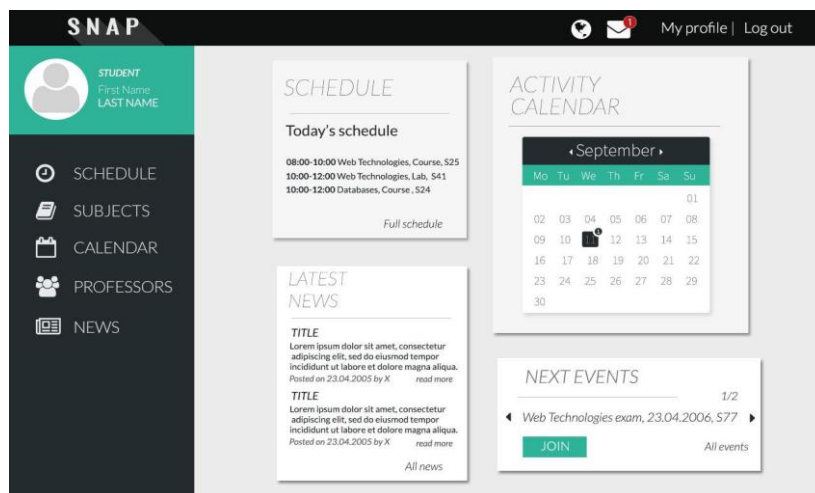 SNAP
1
My profile | Log out
STUDENT
First Name
LAST NAME
SCHEDULE
SUBJECTS
CALENDAR
PROFESSORS
NEWS
SCHEDULE
Today's schedule
08:00-10:00 Web Technologies, Course, S25
10:00-12:00 Web Technologies, Lab, S41
10:00-12:00 Databases, Course , S24
Full schedule
LATEST
NEWS
TITLE
Lorem ipsum dolor sit amet, consectetur
adipiscing elit, sed do eiusmod tempor
incididunt ut labore et dolore magna aliqua.
Posted on 23.04.2005 by X read more
TITLE
Lorem ipsum dolor sit amet, consectetur
adipiscing elit, sed do eiusmod tempor
incididunt ut labore et dolore magna aliqua.
Posted on 23.04.2005 by X read more
All news
ACTIVITY
CALENDAR
September
Mo Tu We Th Fr Sa Su
01
02 03 04 05 06 07 08
09 10 11 12 13 14 15
16 17 18 19 20 21 22
23 24 25 26 27 28 29
30
NEXT EVENTS
1/2
Web Technologies exam, 23.04.2006, S77
JOIN All events